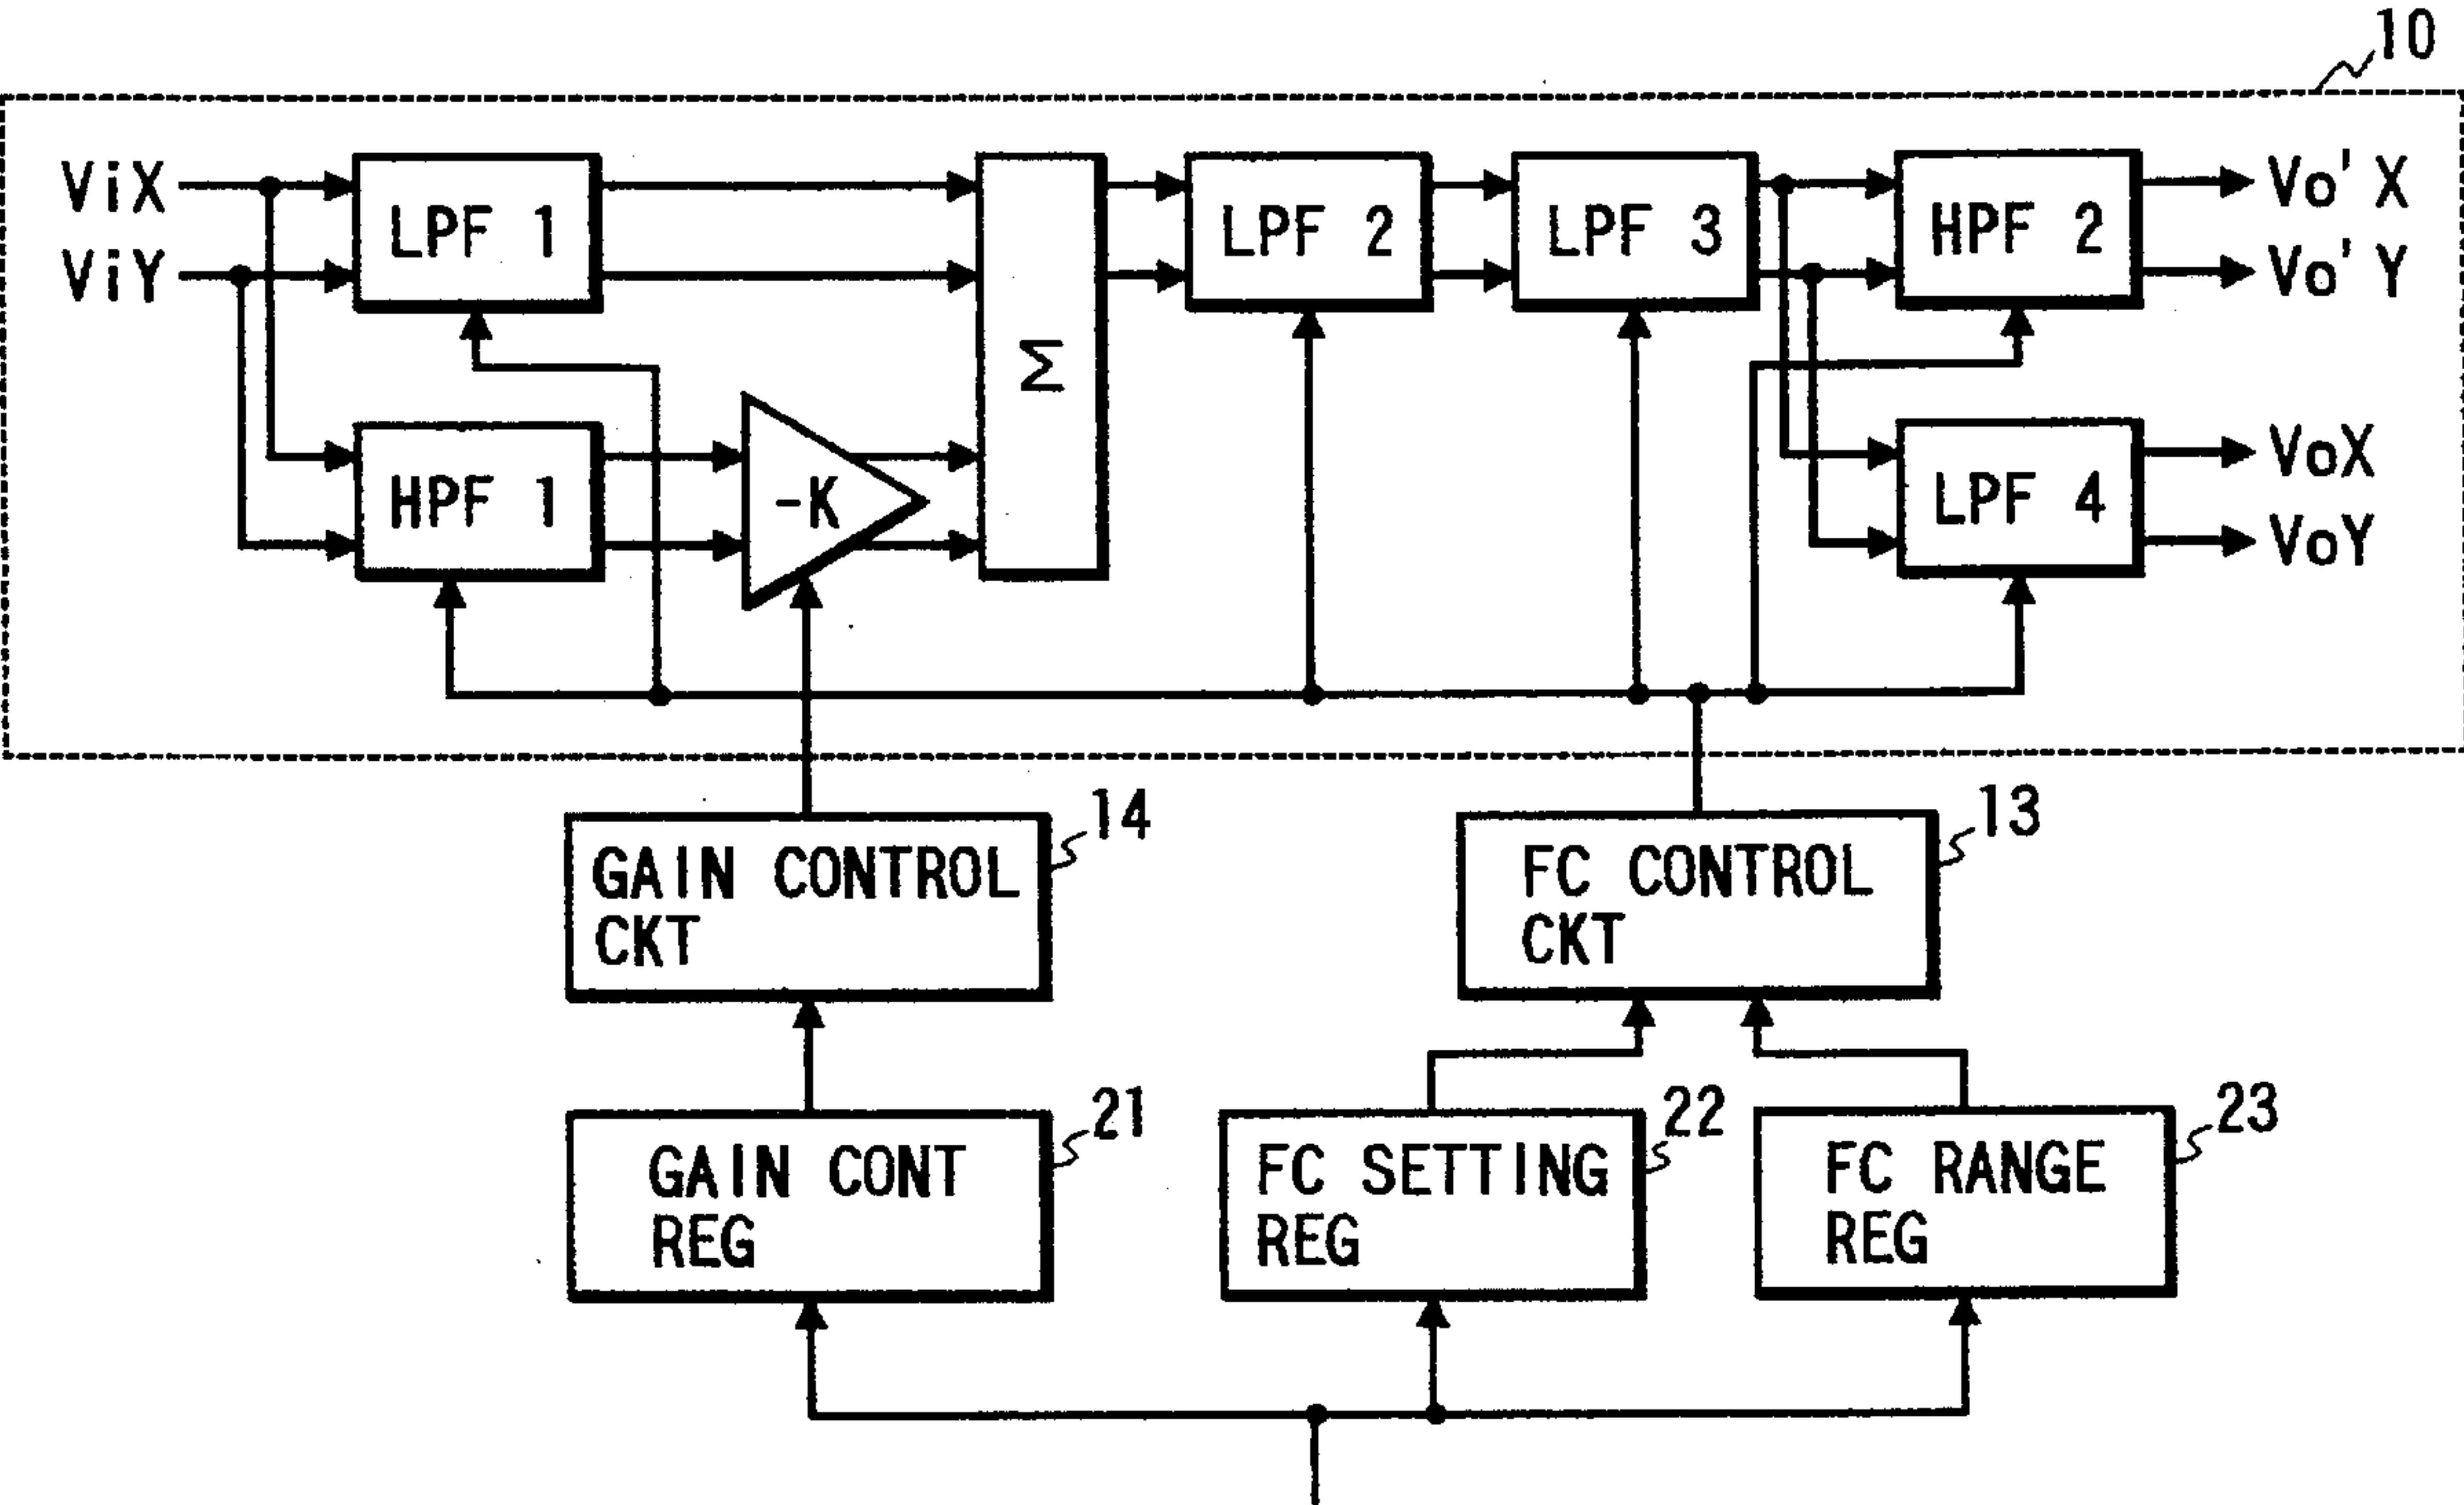 10
ViX
ViY
LPF 1
HPF 1
-K
Σ
LPF 2
LPF 3
HPF 2
LPF 4
Vo'X
Vo'Y
VoX
VoY
14
GAIN CONTROL
CKT
13
FC CONTROL
CKT
21
GAIN CONT
REG
22
FC SETTING
REG
23
FC RANGE
REG